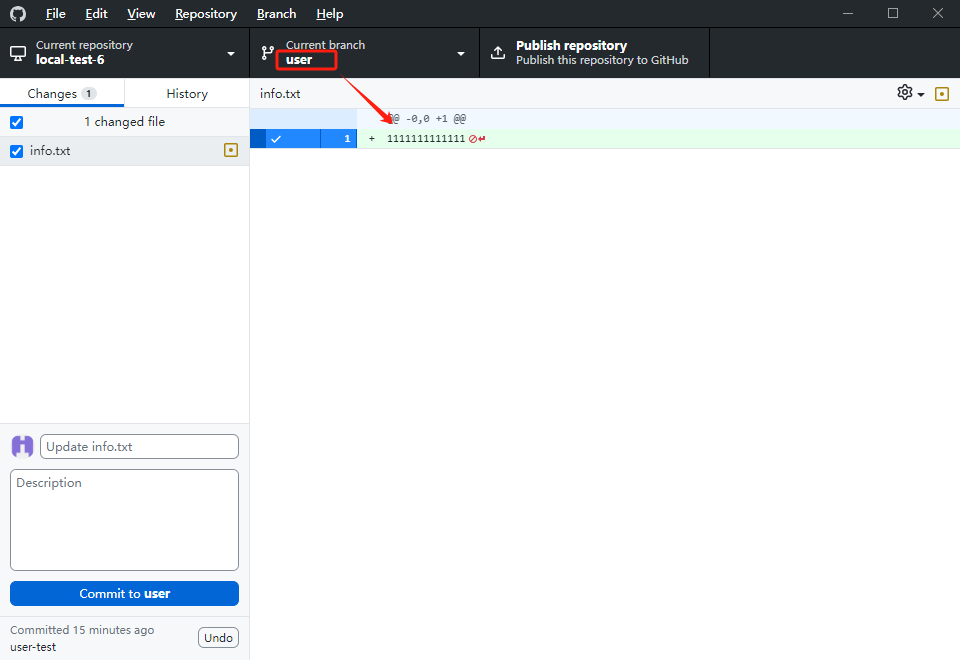 File Edit View Repository Branch Help
Current repository
local-test-6
Current branch
user
Publish repository
Publish this repository to GitHub
Changes 1
History
info.txt
1 changed file
@@ -0,0 +1 @@
info.txt
1 + 1111111111111
Update info.txt
Description
Commit to user
Committed 15 minutes ago
user-test
Undo